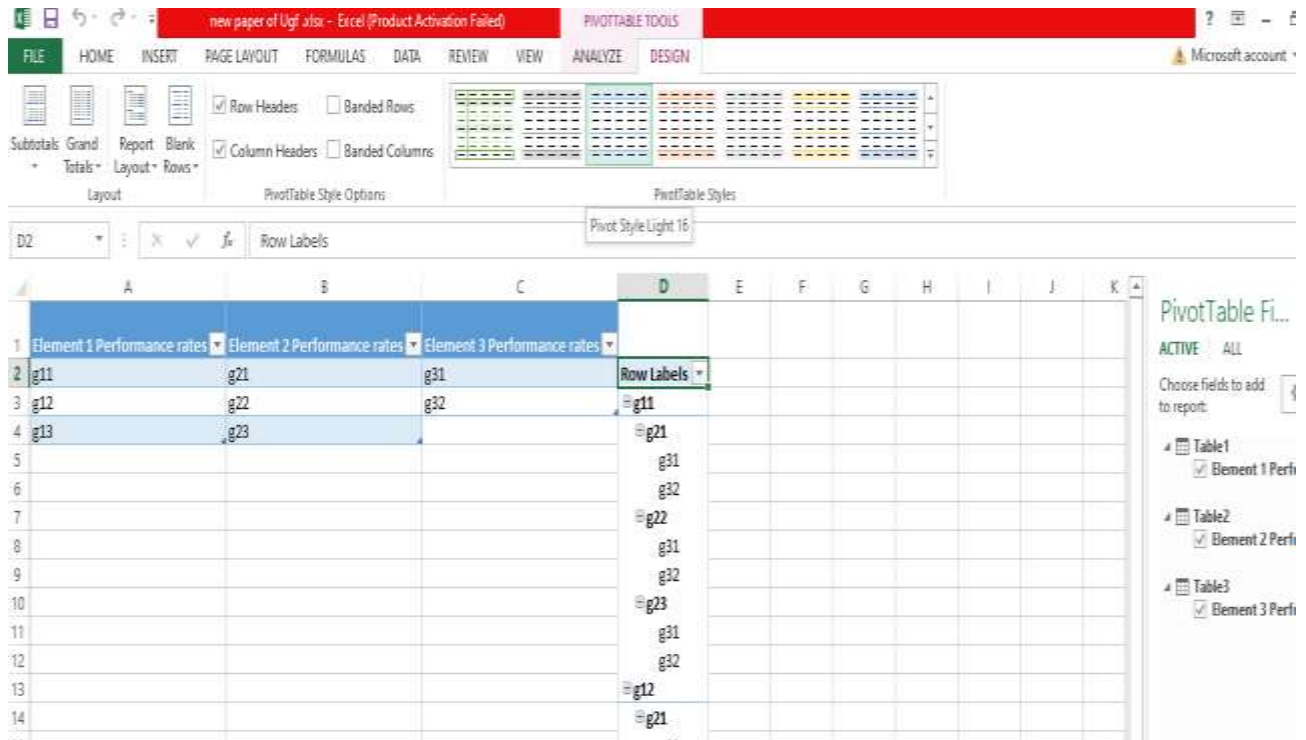 new paper of Ugf .xlsx - Excel (Product Activation Failed) PIVOTTABLE TOOLS ?
FILE HOME INSERT PAGE LAYOUT FORMULAS DATA REVIEW VIEW ANALYZE DESIGN Microsoft account
Row Headers Banded Rows
Subtotals Grand Totals Report Layout Blank Rows
Column Headers Banded Columns
Layout PivotTable Style Options PivotTable Styles
Pivot Style Light 16
D2 fx Row Labels
A B C D E F G H I J K
PivotTable Fi...
ACTIVE ALL
Choose fields to add
to report:
Table1
Element 1 Perf
Table2
Element 2 Perf
Table3
Element 3 Perf
1 Element 1 Performance rates Element 2 Performance rates Element 3 Performance rates
2 g11 g21 g31 Row Labels
3 g12 g22 g32 g11
4 g13 g23 g21
5 g31
6 g32
7 g22
8 g31
9 g32
10 g23
11 g31
12 g32
13 g12
14 g21